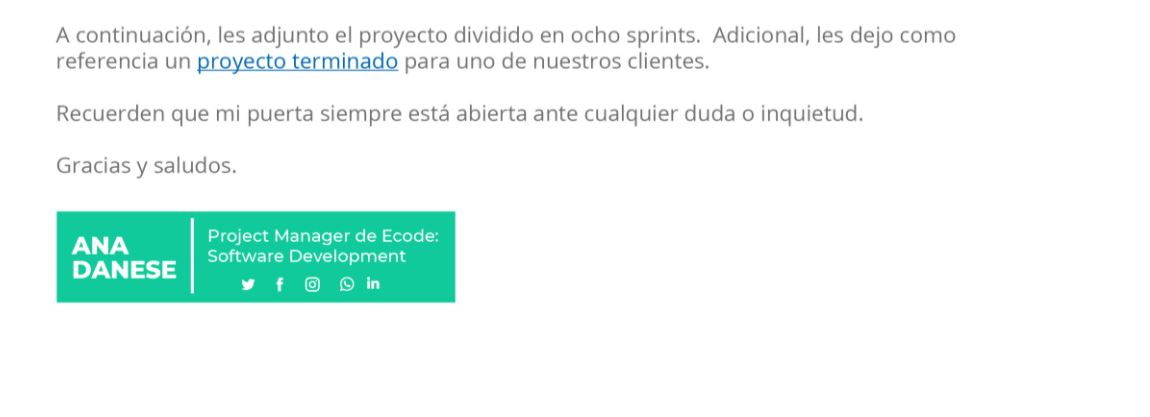 A continuación, les adjunto el proyecto dividido en ocho sprints.  Adicional, les dejo como
referencia un proyecto terminado para uno de nuestros clientes.
Recuerden que mi puerta siempre está abierta ante cualquier duda o inquietud.
Gracias y saludos.
ANA
DANESE
Project Manager de Ecode:
Software Development